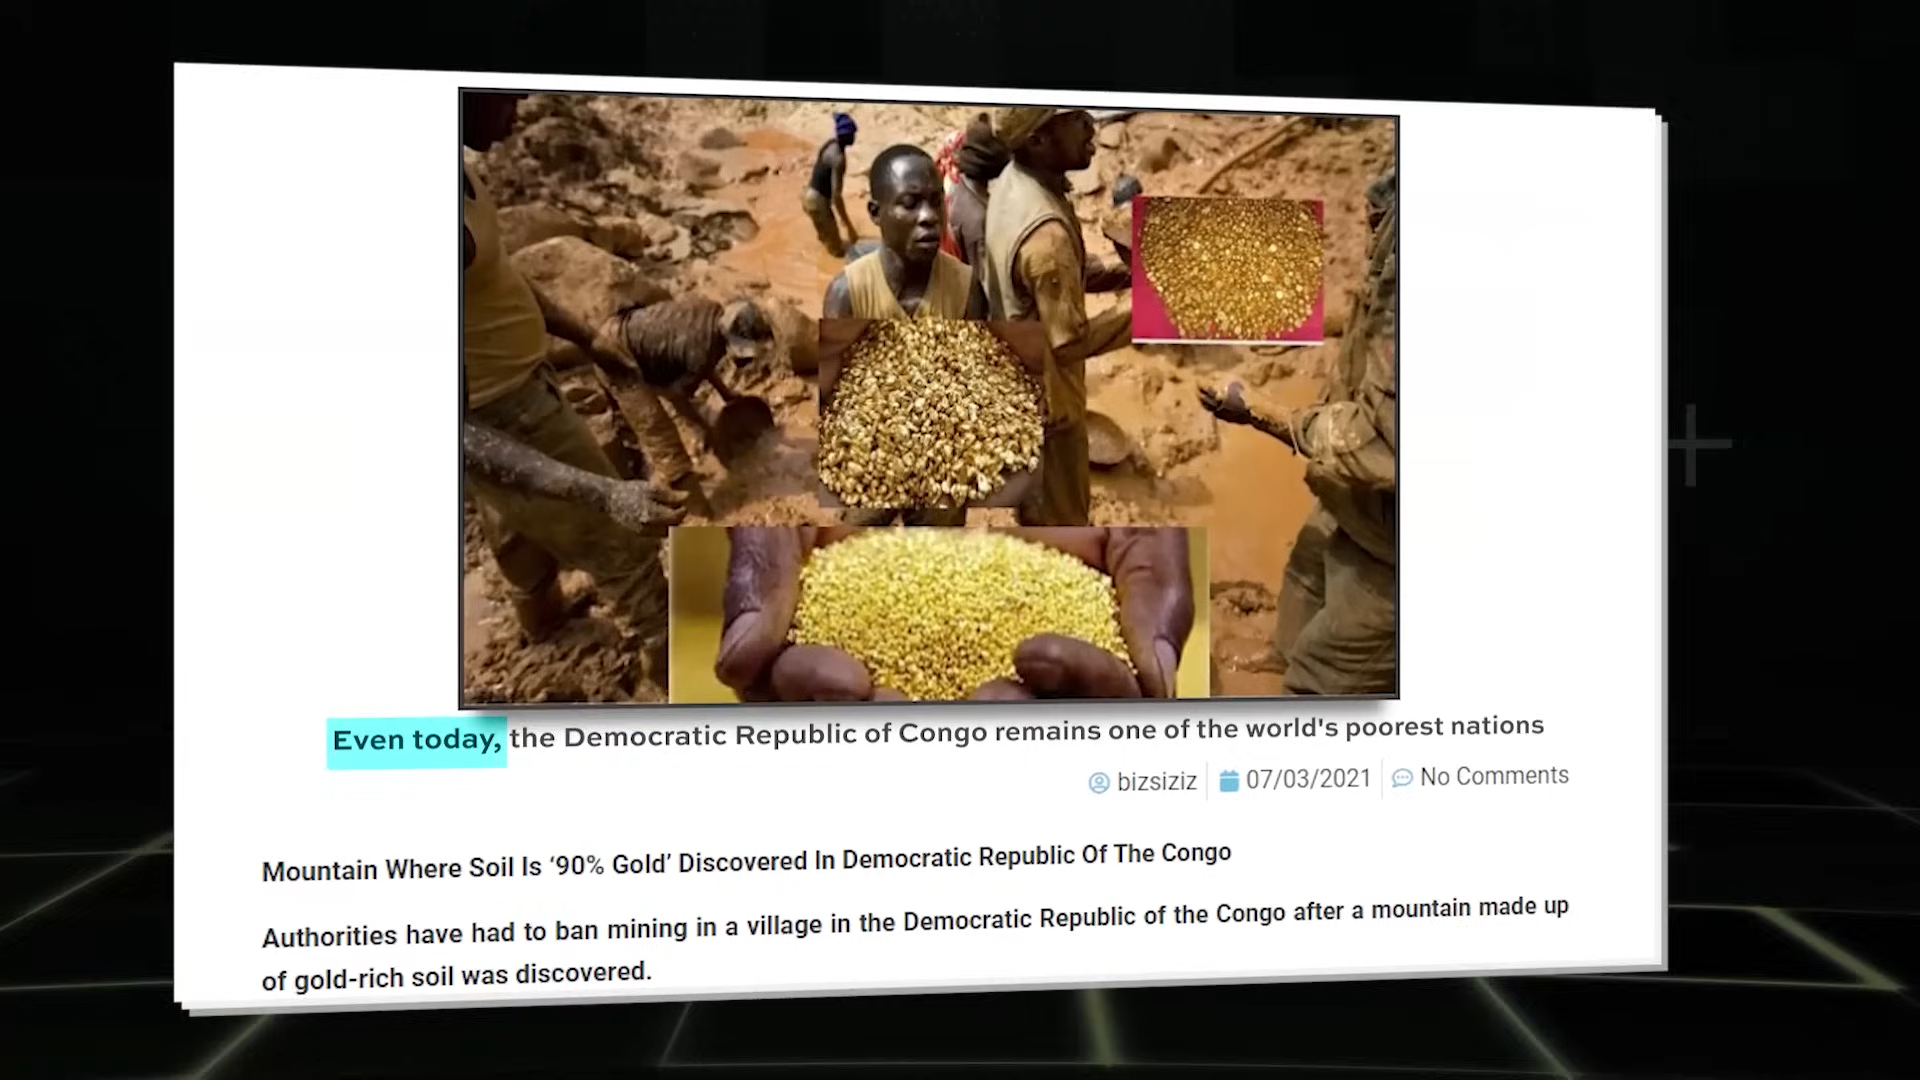 Even today, the Democratic Republic of Congo remains one of the world's poorest nations
bizsiziz 07/03/2021 No Comments
Mountain Where Soil Is ‘90% Gold’ Discovered In Democratic Republic Of The Congo
Authorities have had to ban mining in a village in the Democratic Republic of the Congo after a mountain made up
of gold-rich soil was discovered.